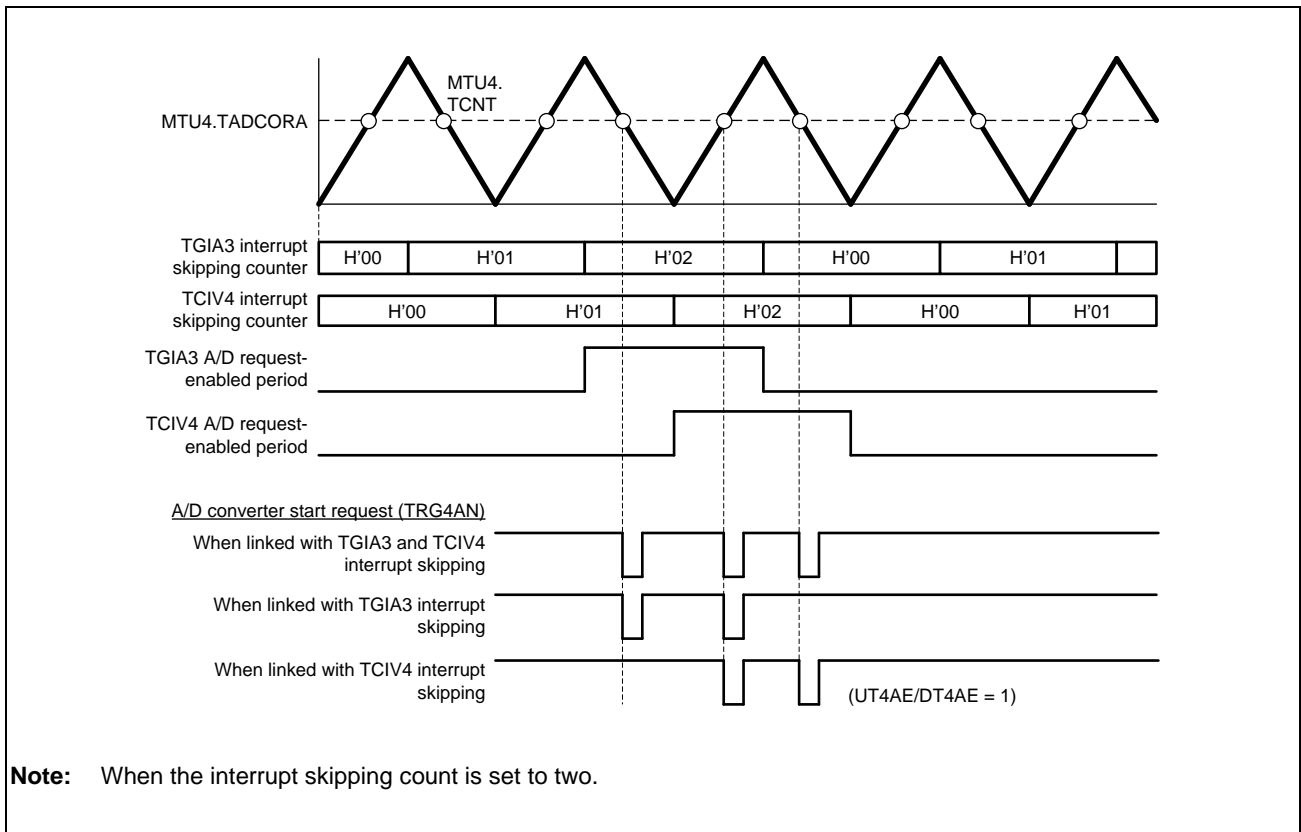 MTU4.
TCNT
MTU4.TADCORA
TGIA3 interrupt
skipping counter
H'00 H'01 H'02 H'00 H'01
TCIV4 interrupt
skipping counter
H'00 H'01 H'02 H'00 H'01
TGIA3 A/D request-
enabled period
TCIV4 A/D request-
enabled period
A/D converter start request (TRG4AN)
When linked with TGIA3 and TCIV4
interrupt skipping
When linked with TGIA3 interrupt
skipping
When linked with TCIV4 interrupt
skipping
(UT4AE/DT4AE = 1)
Note: When the interrupt skipping count is set to two.